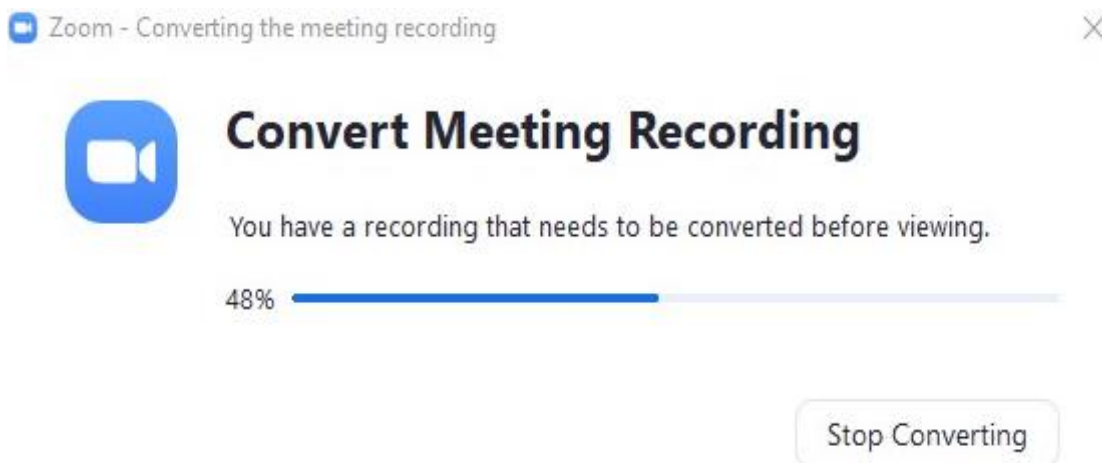 Zoom - Converting the meeting recording
Convert Meeting Recording
You have a recording that needs to be converted before viewing.
48%
Stop Converting